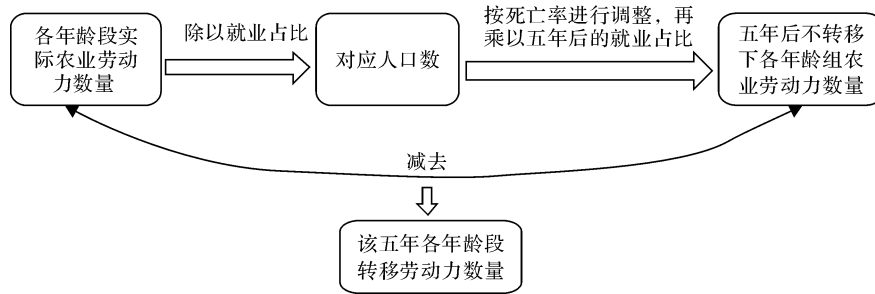 各年龄段实
际农业劳动
力数量
除以就业占比
对应人口数
按死亡率进行调整，再
乘以五年后的就业占比
五年后不转移
下各年龄组农
业劳动力数量
减去
该五年各年龄段
转移劳动力数量